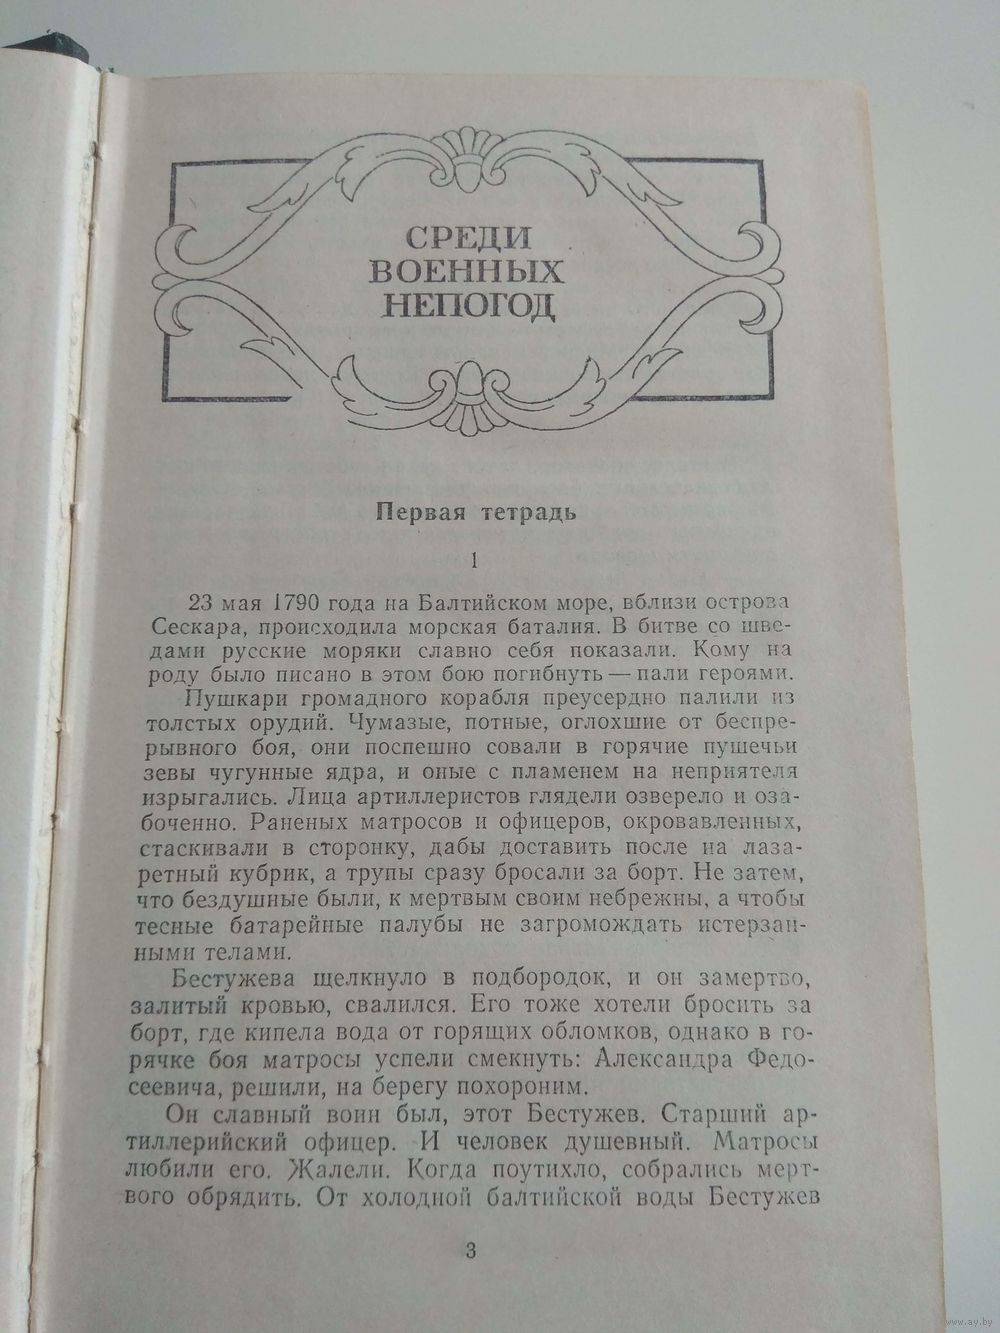 СРЕДИ
ВОЕННЫХ
НЕПОГОД
Первая тетрадь
1
23 мая 1790 года на Балтийском море, вблизи острова
Сескара, происходила морская баталия. В битве со шве-
дами русские моряки славно себя показали. Кому на
роду было писано в этом бою погибнуть — пали героями.
Пушкари громадного корабля преусердно палили из
толстых орудий. Чумазые, потные, оглохшие от беспре-
рывного боя, они поспешно совали в горячие пушечьи
зевы чугунные ядра, и оные с пламенем на неприятеля
изрыгались. Лица артиллеристов глядели озверело и оза-
боченно. Раненых матросов и офицеров, окровавленных,
стаскивали в сторонку, дабы доставить после на лаза-
ретный кубрик, а трупы сразу бросали за борт. Не затем,
что бездушные были, к мертвым своим небрежны, а чтобы
тесные батарейные палубы не загромождать истерзан-
ными телами.
Бестужева щелкнуло в подбородок, и он замертво,
залитый кровью, свалился. Его тоже хотели бросить за
борт, где кипела вода от горящих обломков, однако в го-
рячке боя матросы успели смекнуть: Александра Федо-
сеевича, решили, на берегу похороним.
Он славный воин был, этот Бестужев. Старший ар-
тиллерийский офицер. И человек душевный. Матросы
любили его. Жалели. Когда поутихло, собрались мерт-
вого обрядить. От холодной балтийской воды Бестужев
3
www.ay.by